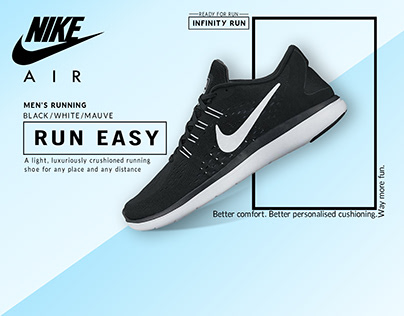 NIKE
AIR
READY FOR RUN
INFINITY RUN
MEN'S RUNNING
BLACK/WHITE/MAUVE
RUN EASY
A light, luxuriously crushioned running
shoe for any place and any distance
Better comfort. Better personalised cushioning.
Way more fun.